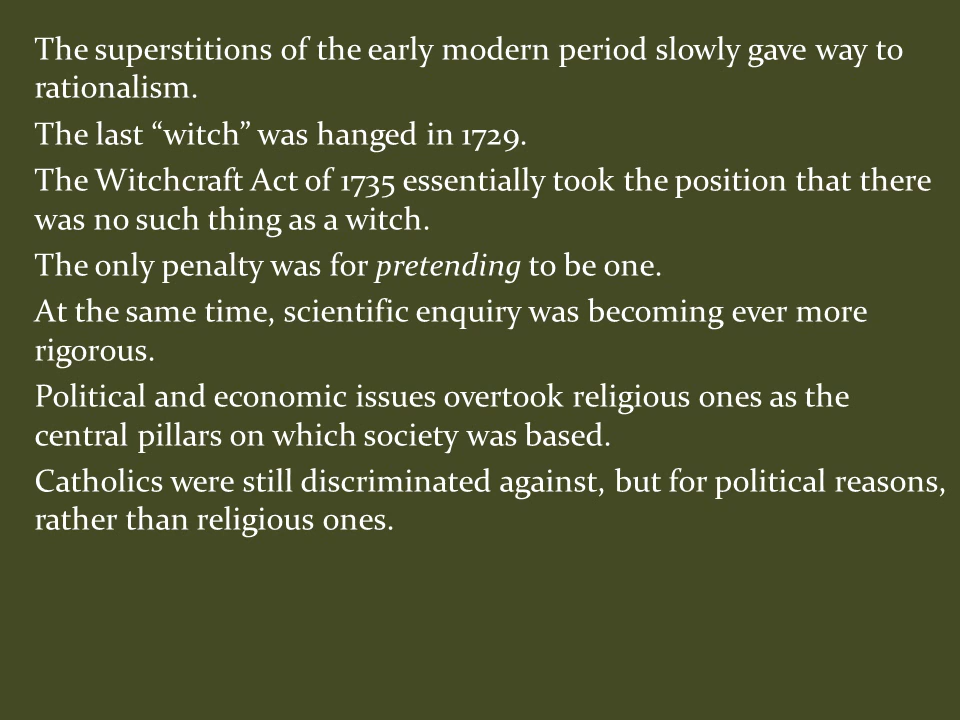 The superstitions of the early modern period slowly gave way to
rationalism.
The last “witch” was hanged in 1729.
The Witchcraft Act of 1735 essentially took the position that there
was no such thing as a witch.
The only penalty was for pretending to be one.
At the same time, scientific enquiry was becoming ever more
rigorous.
Political and economic issues overtook religious ones as the
central pillars on which society was based.
Catholics were still discriminated against, but for political reasons,
rather than religious ones.